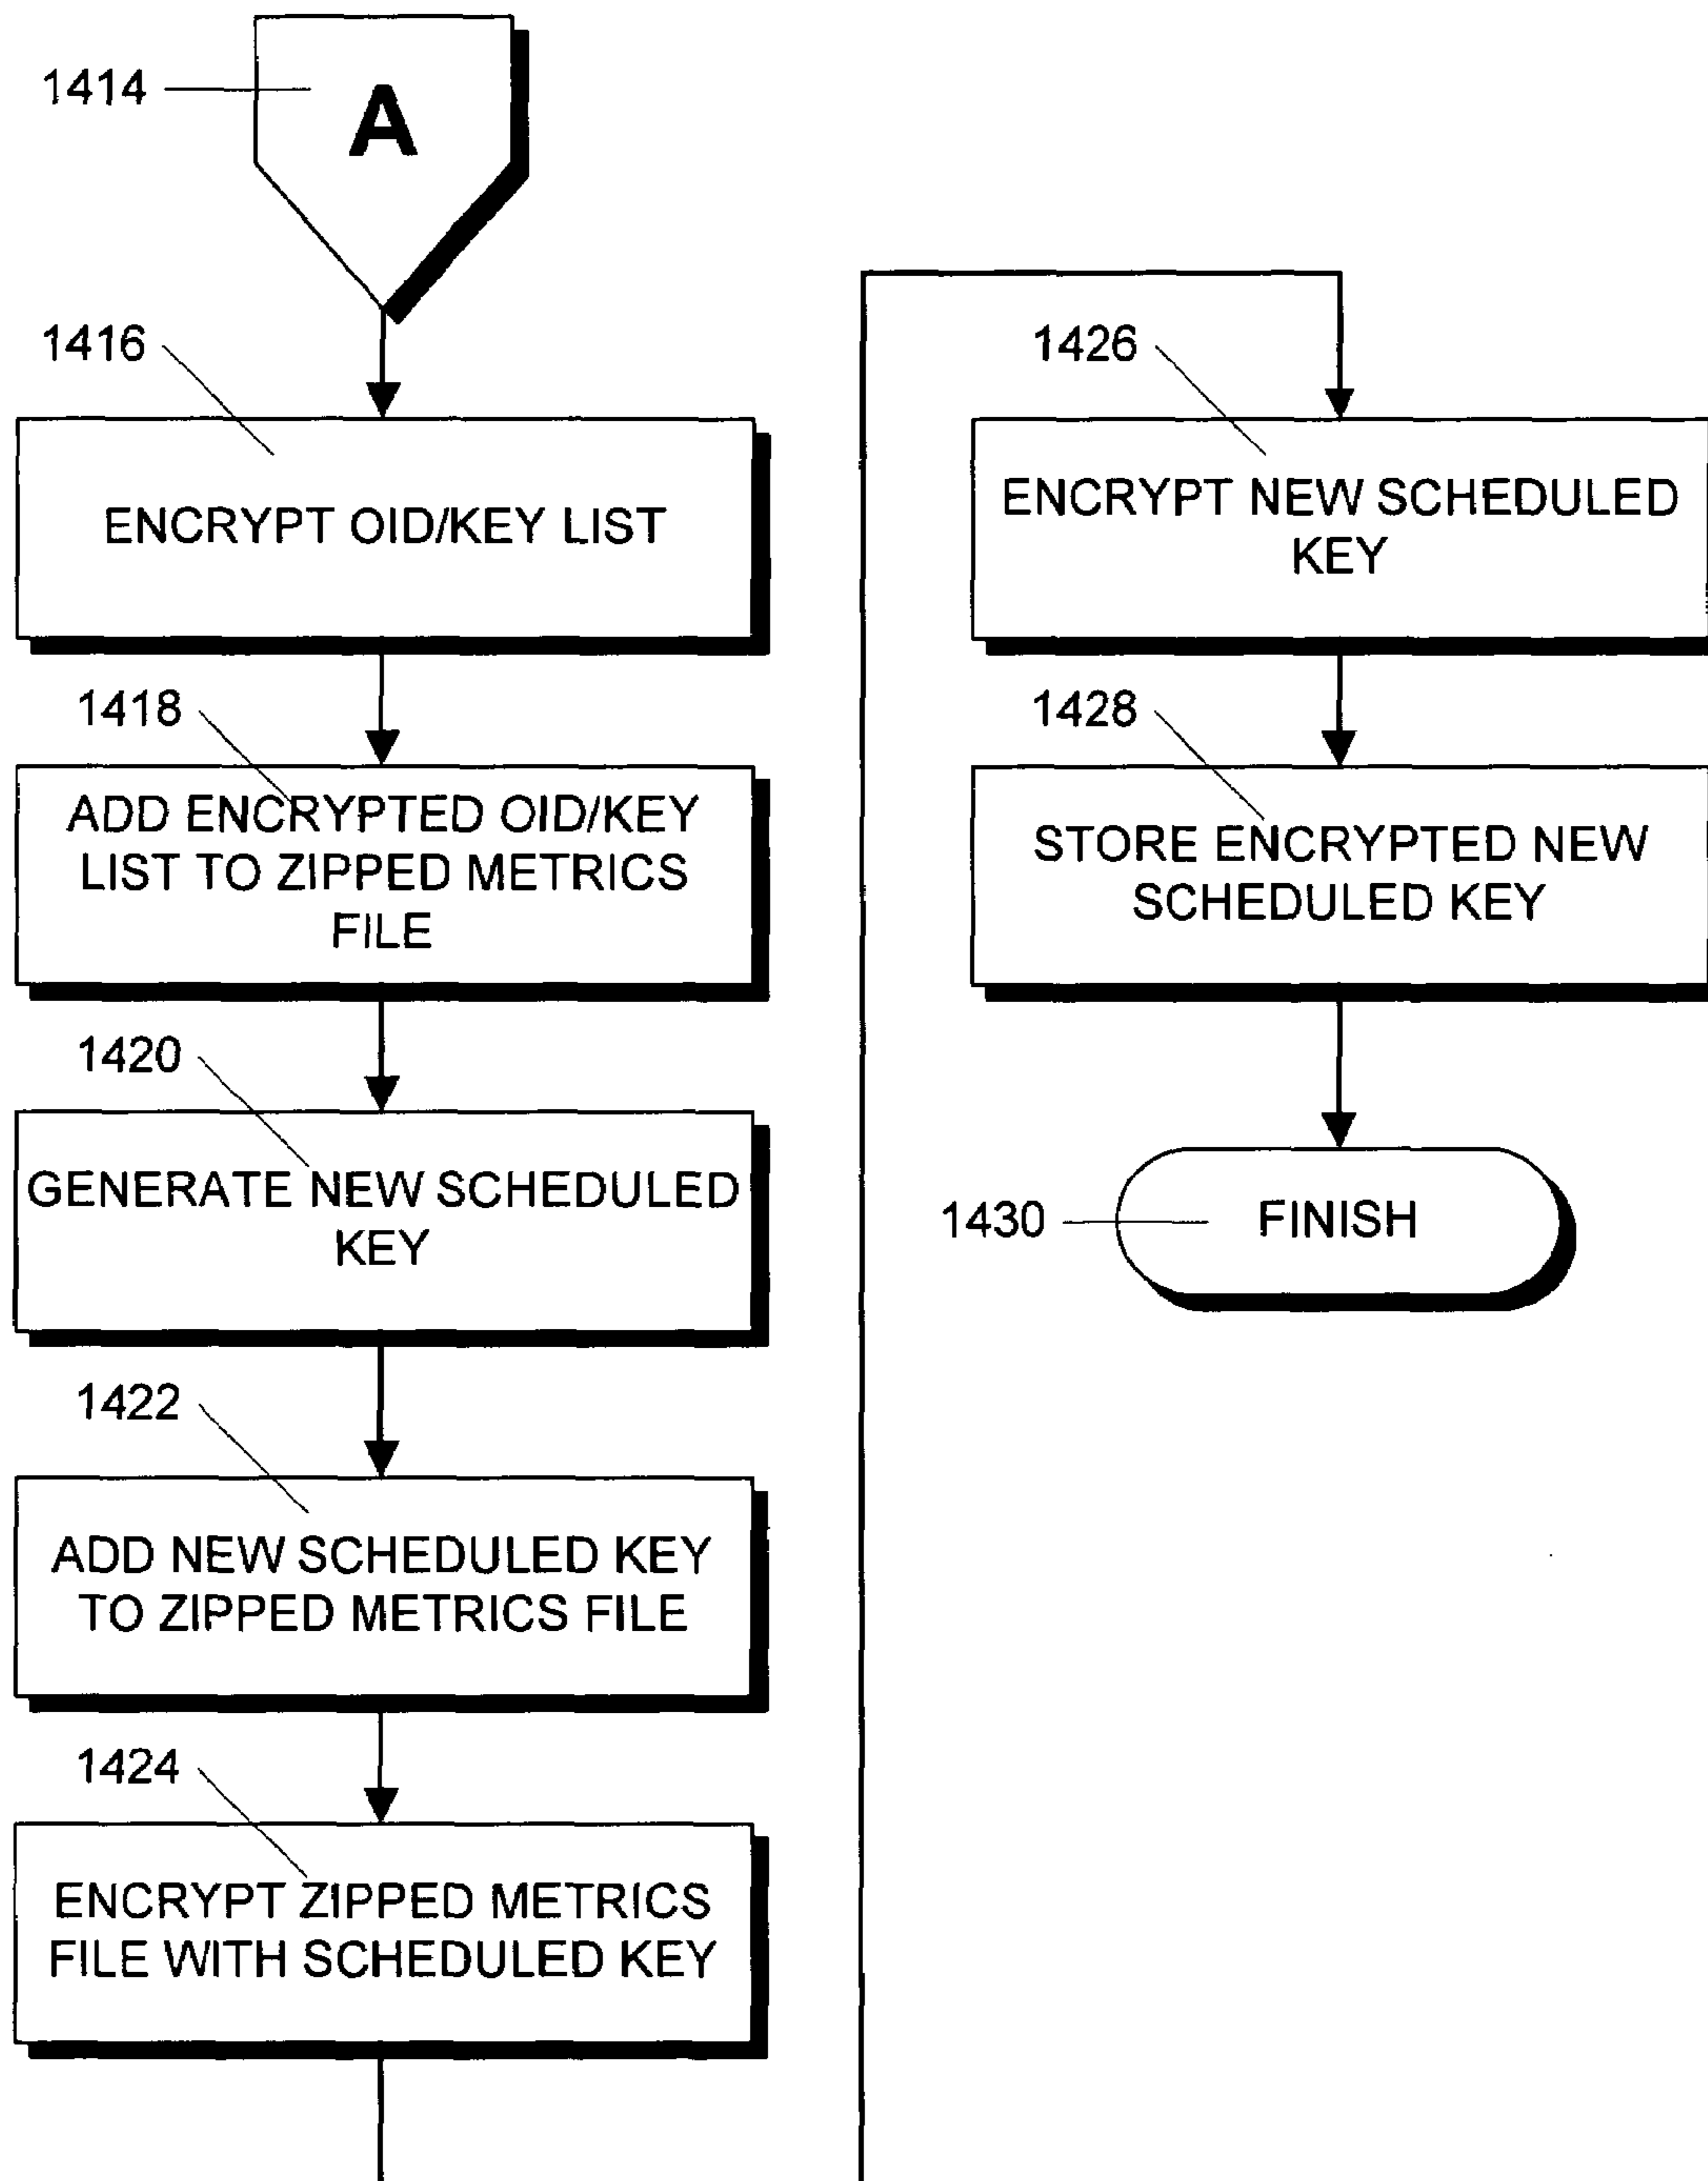 1414
A
1416
ENCRYPT OID/KEY LIST
1418
ADD ENCRYPTED OID/KEY
LIST TO ZIPPED METRICS
FILE
1420
GENERATE NEW SCHEDULED
KEY
1422
ADD NEW SCHEDULED KEY
TO ZIPPED METRICS FILE
1424
ENCRYPT ZIPPED METRICS
FILE WITH SCHEDULED KEY
1426
ENCRYPT NEW SCHEDULED
KEY
1428
STORE ENCRYPTED NEW
SCHEDULED KEY
1430
FINISH